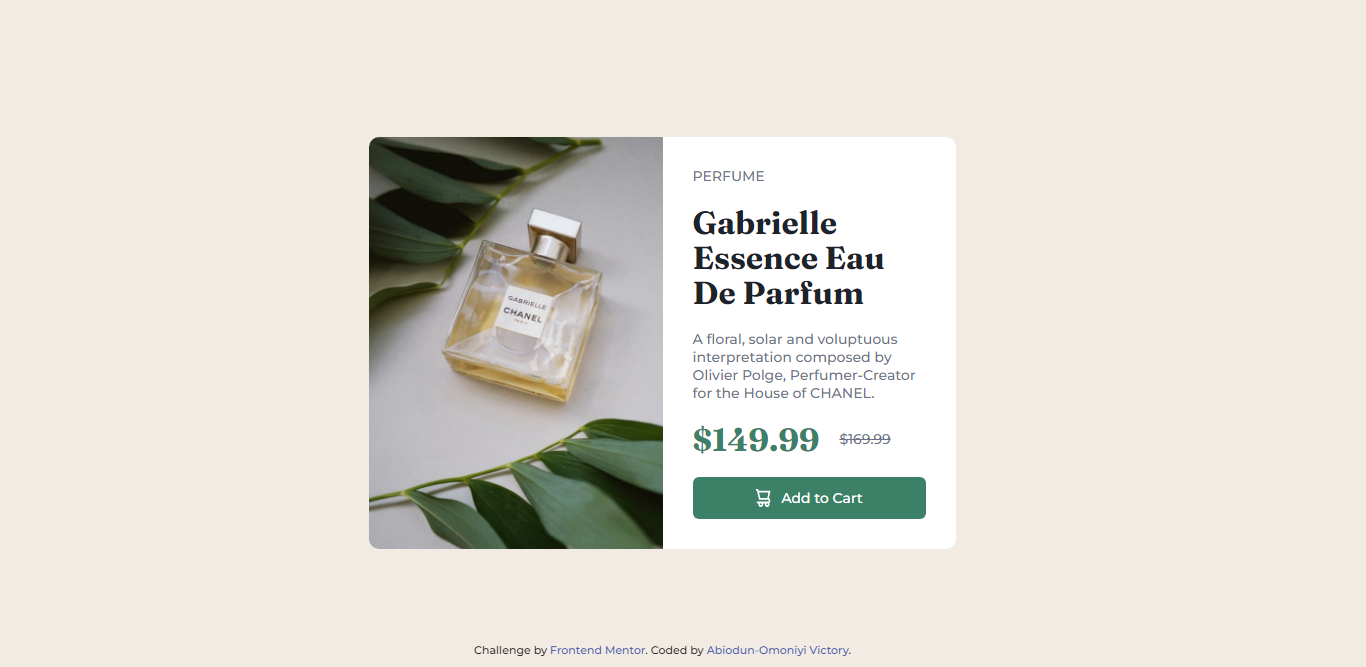 GABRIELLE
CHANEL
PARIS
PERFUME
Gabrielle
Essence Eau
De Parfum
A floral, solar and voluptuous
interpretation composed by
Olivier Polge, Perfumer-Creator
for the House of CHANEL.
$149.99 $169.99
Add to Cart
Challenge by Frontend Mentor. Coded by Abiodun-Omoniyi Victory.